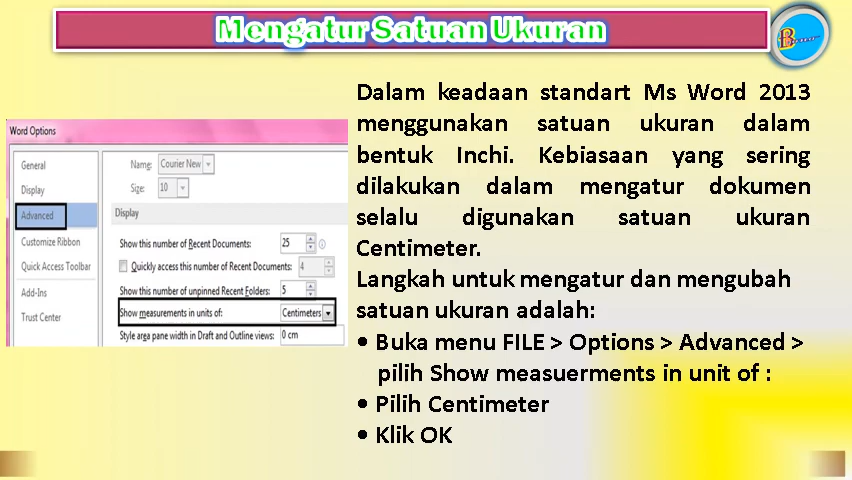 Mengatur Satuan Ukuran
Word Options
General
Display
Advanced
Customize Ribbon
Quick Access Toolbar
Add-Ins
Trust Center
Name: Courier New
Size: 10
Display
Show this number of Recent Documents: 25
Quickly access this number of Recent Documents: 4
Show this number of unpinned Recent Folders: 5
Show measurements in units of: Centimeters
Style area pane width in Draft and Outline views: 0 cm
Dalam keadaan standart Ms Word 2013
menggunakan satuan ukuran dalam
bentuk Inchi. Kebiasaan yang sering
dilakukan dalam mengatur dokumen
selalu digunakan satuan ukuran
Centimeter.
Langkah untuk mengatur dan mengubah
satuan ukuran adalah:
• Buka menu FILE > Options > Advanced >
pilih Show measuerments in unit of :
• Pilih Centimeter
• Klik OK